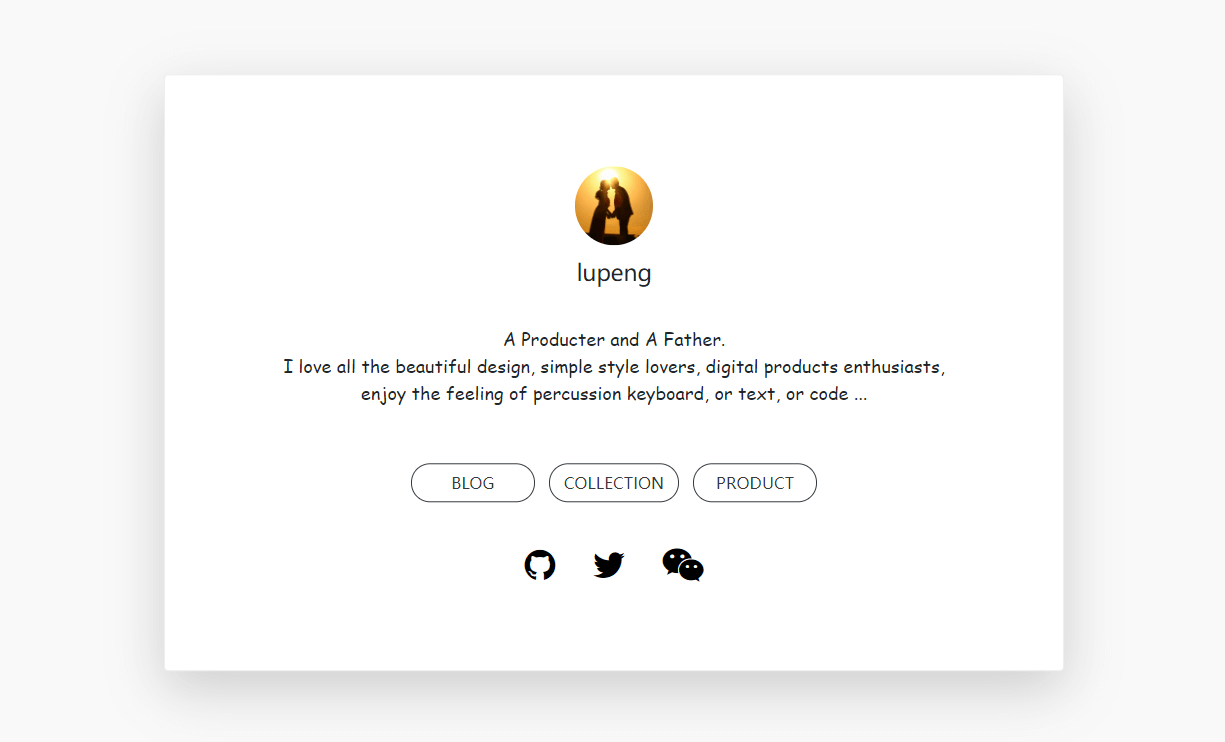 lupeng
A Producter and A Father.
I love all the beautiful design, simple style lovers, digital products enthusiasts,
enjoy the feeling of percussion keyboard, or text, or code ...
BLOG
COLLECTION
PRODUCT